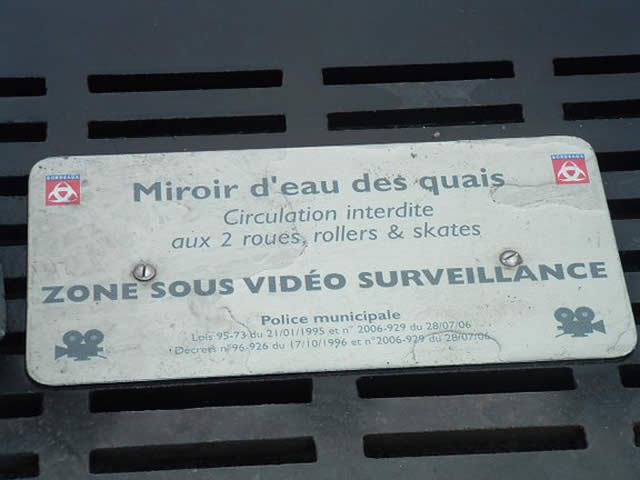 BORDEAUX
BORDEAUX
Miroir d'eau des quais
Circulation interdite
aux 2 roues, rollers & skates
ZONE SOUS VIDÉO SURVEILLANCE
Police municipale
Lois 95-73 du 21/01/1995 et n° 2006-929 du 28/07/06
Décrets n°96-926 du 17/10/1996 et n°2006-929 du 28/07/06